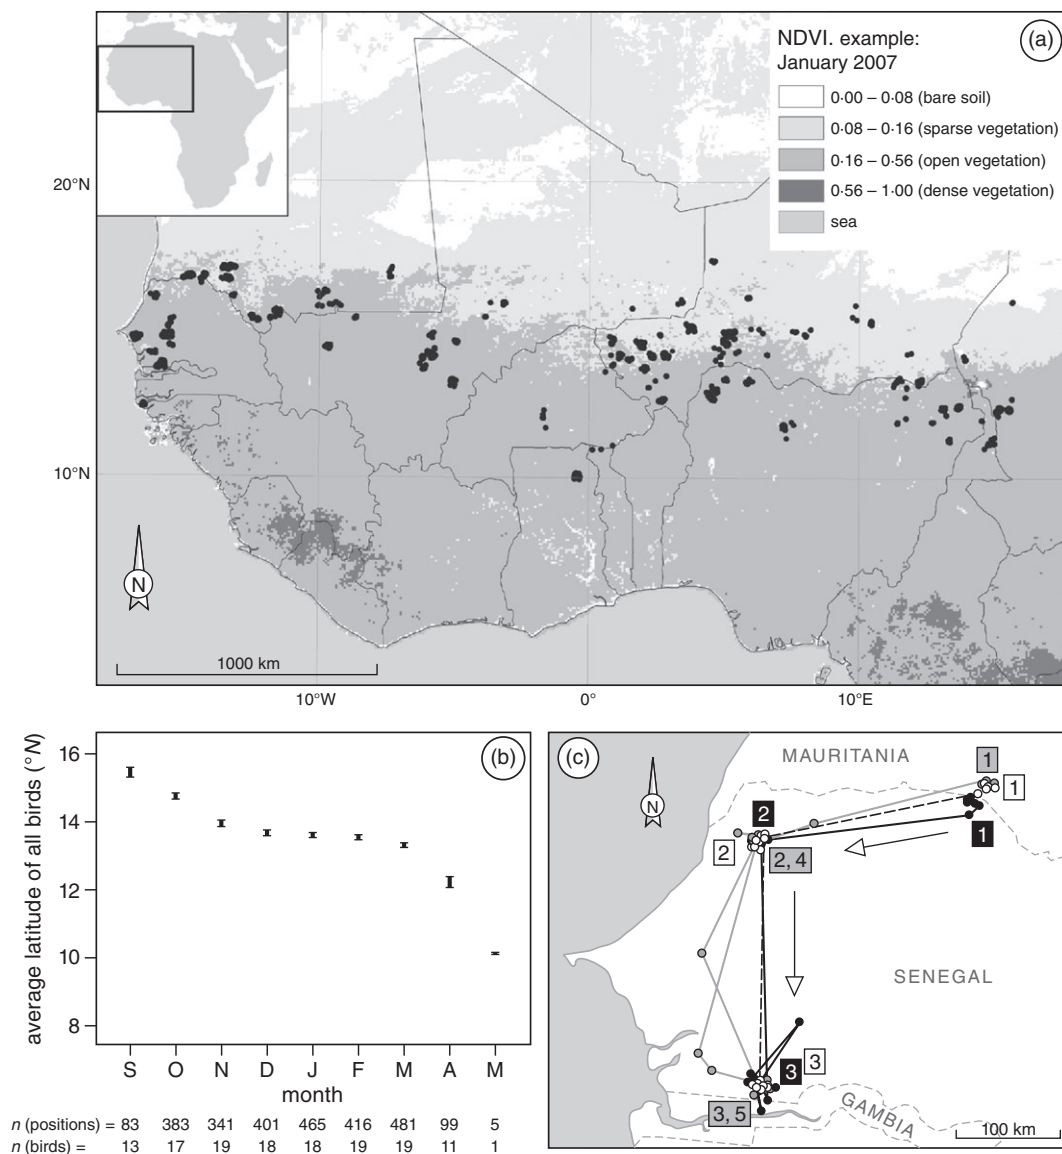 NDVI. example:
January 2007
(a)
0·00 – 0·08 (bare soil)
0·08 – 0·16 (sparse vegetation)
0·16 – 0·56 (open vegetation)
0·56 – 1·00 (dense vegetation)
sea
20°N
10°N
N
1000 km
10°W
0°
10°E
(b)
average latitude of all birds (°N)
16
14
12
10
8
S O N D J F M A M
month
n (positions) = 83 383 341 401 465 416 481 99 5
n (birds) = 13 17 19 18 18 19 19 11 1
(c)
N
MAURITANIA
1
1
1
2
2
2, 4
SENEGAL
3
3
3, 5
GAMBIA
100 km